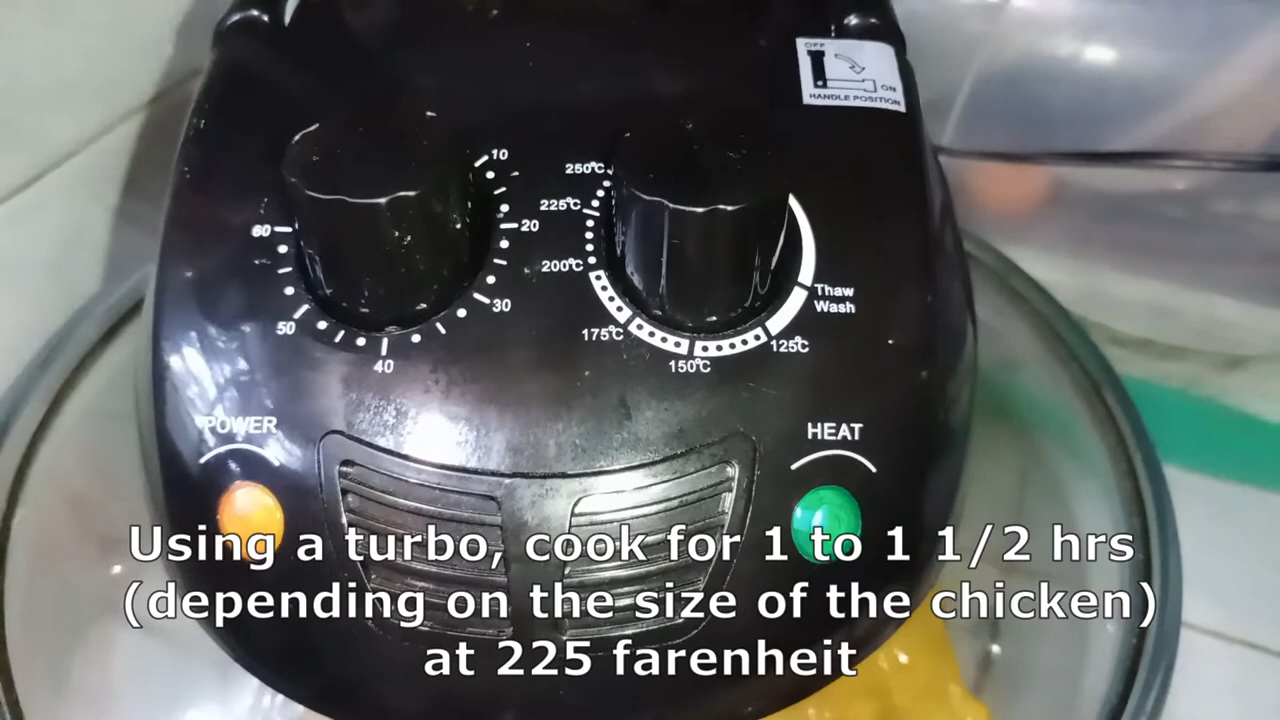 OFF
ON
HANDLE POSITION
10
20
30
40
50
60
250°C
225°C
200°C
175°C
150°C
125°C
Thaw
Wash
POWER
HEAT
Using a turbo, cook for 1 to 1 1/2 hrs
(depending on the size of the chicken)
at 225 farenheit